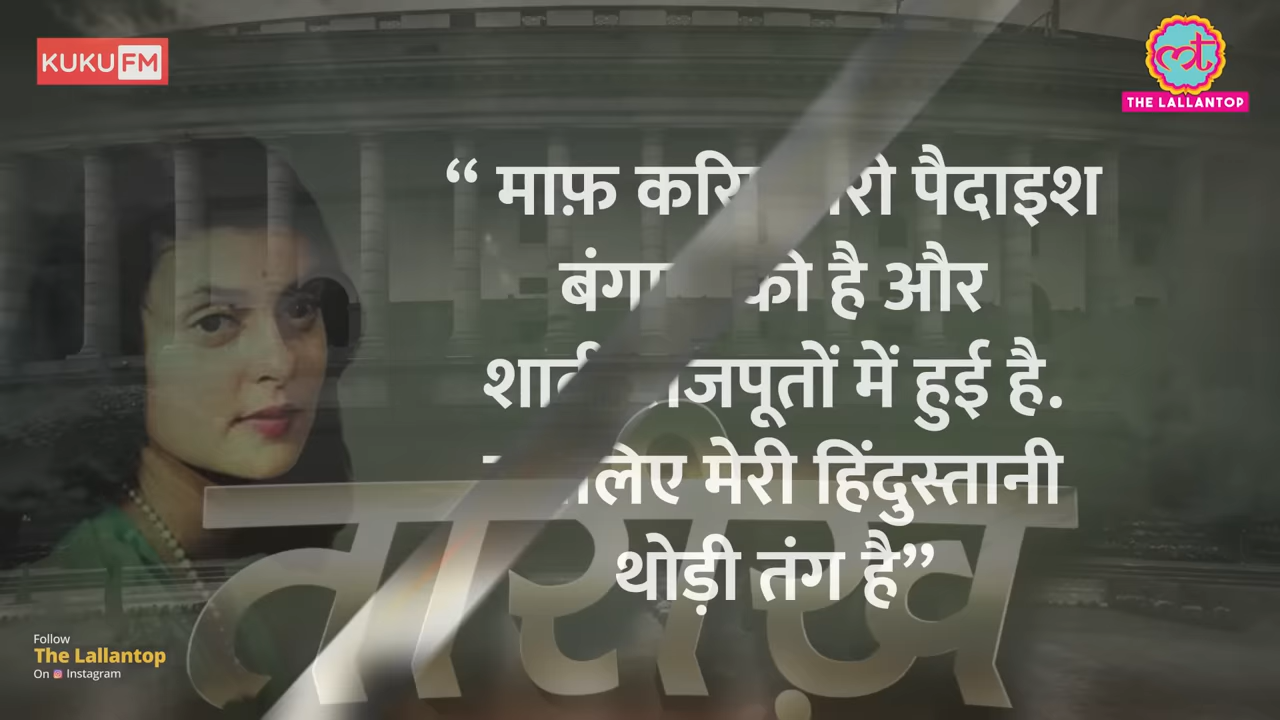 KUKU FM
THE LALLANTOP
“ माफ़ पैदाइश
है और
में हुई है.
मेरी हिंदुस्तानी
थोड़ी तंग है”
तारीख़
Follow
The Lallantop
On Instagram